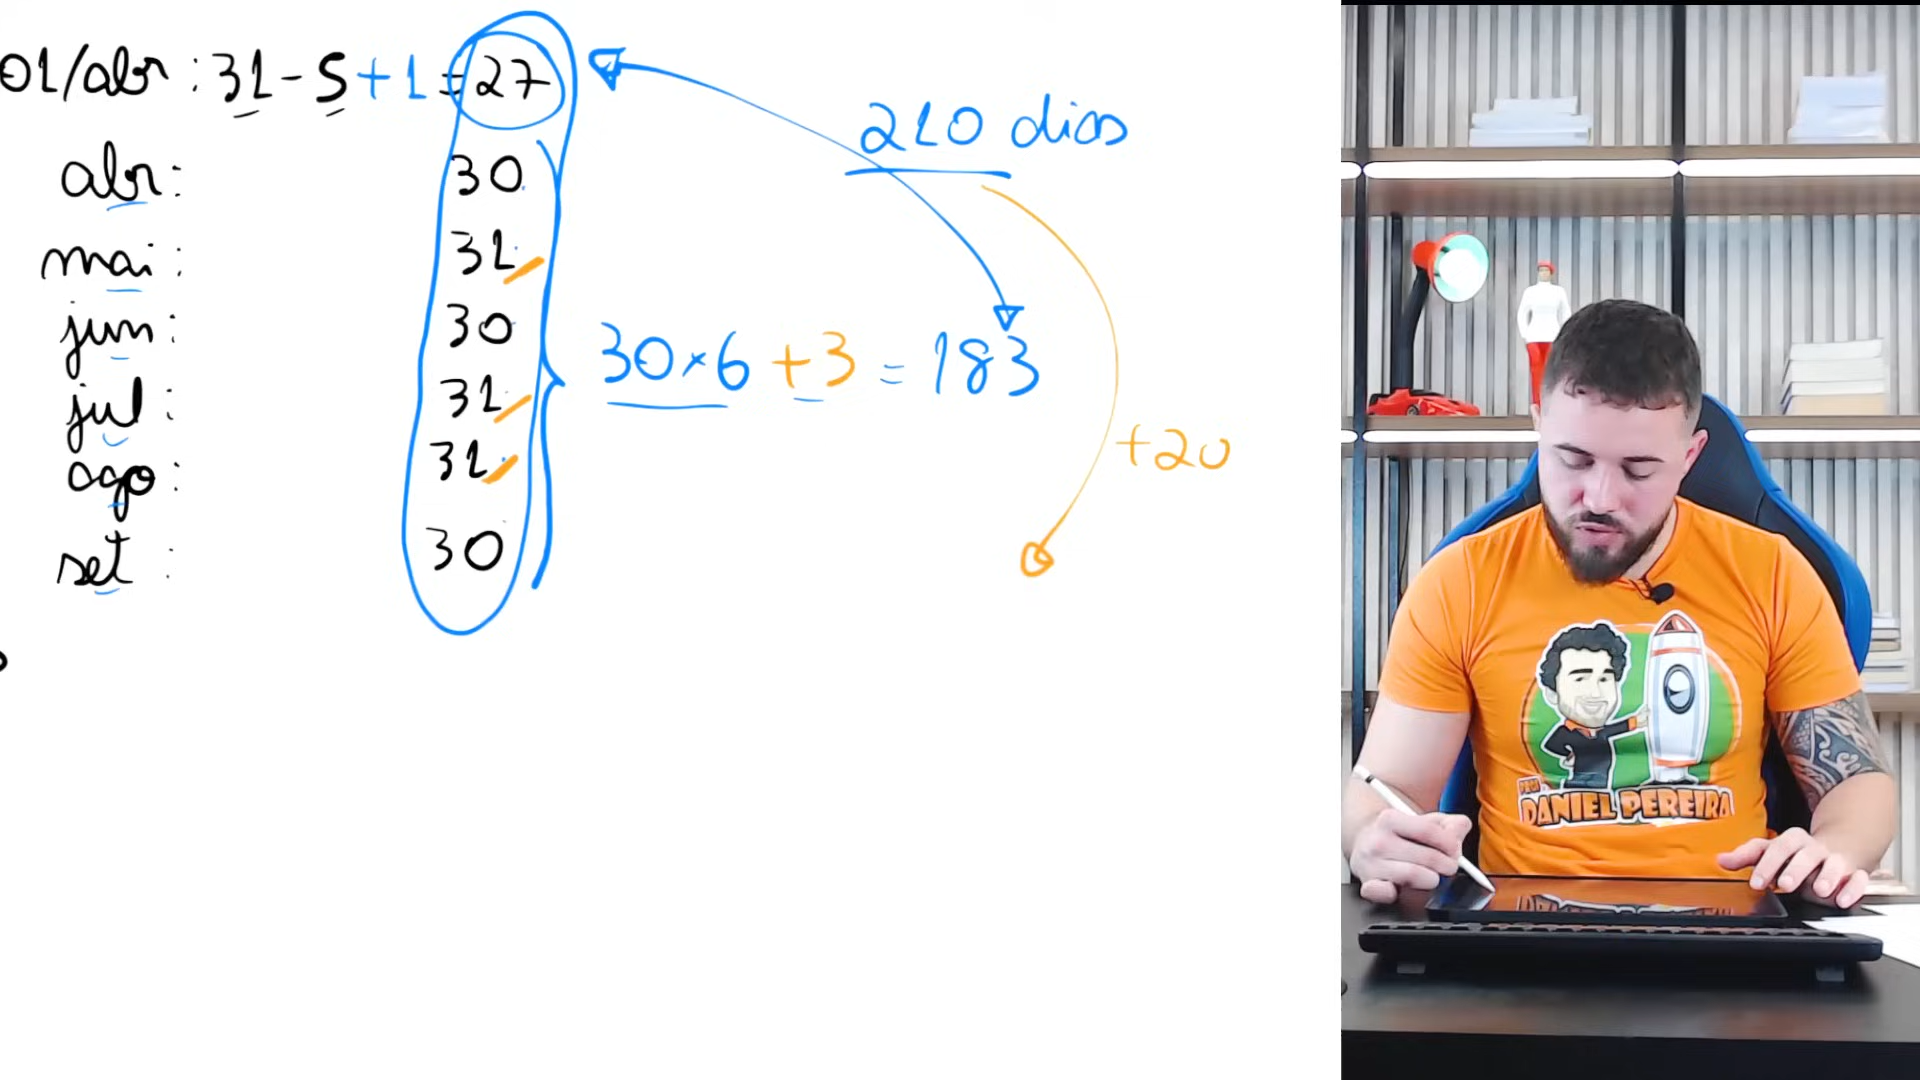 01/abr : 31 - 5 + 1 = 27
210 dias
abr: 30
mai: 31
jun: 30
30 × 6 + 3 = 183
jul: 31
+20
ago: 31
set: 30
PROF
DANIEL PEREIRA